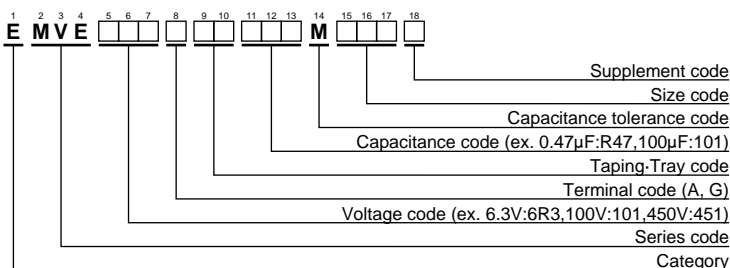 1 2 3 4 5 6 7 8 9 10 11 12 13 14 15 16 17 18
E M V E M
Supplement code
Size code
Capacitance tolerance code
Capacitance code (ex. 0.47µF:R47,100µF:101)
Taping·Tray code
Terminal code (A, G)
Voltage code (ex. 6.3V:6R3,100V:101,450V:451)
Series code
Category